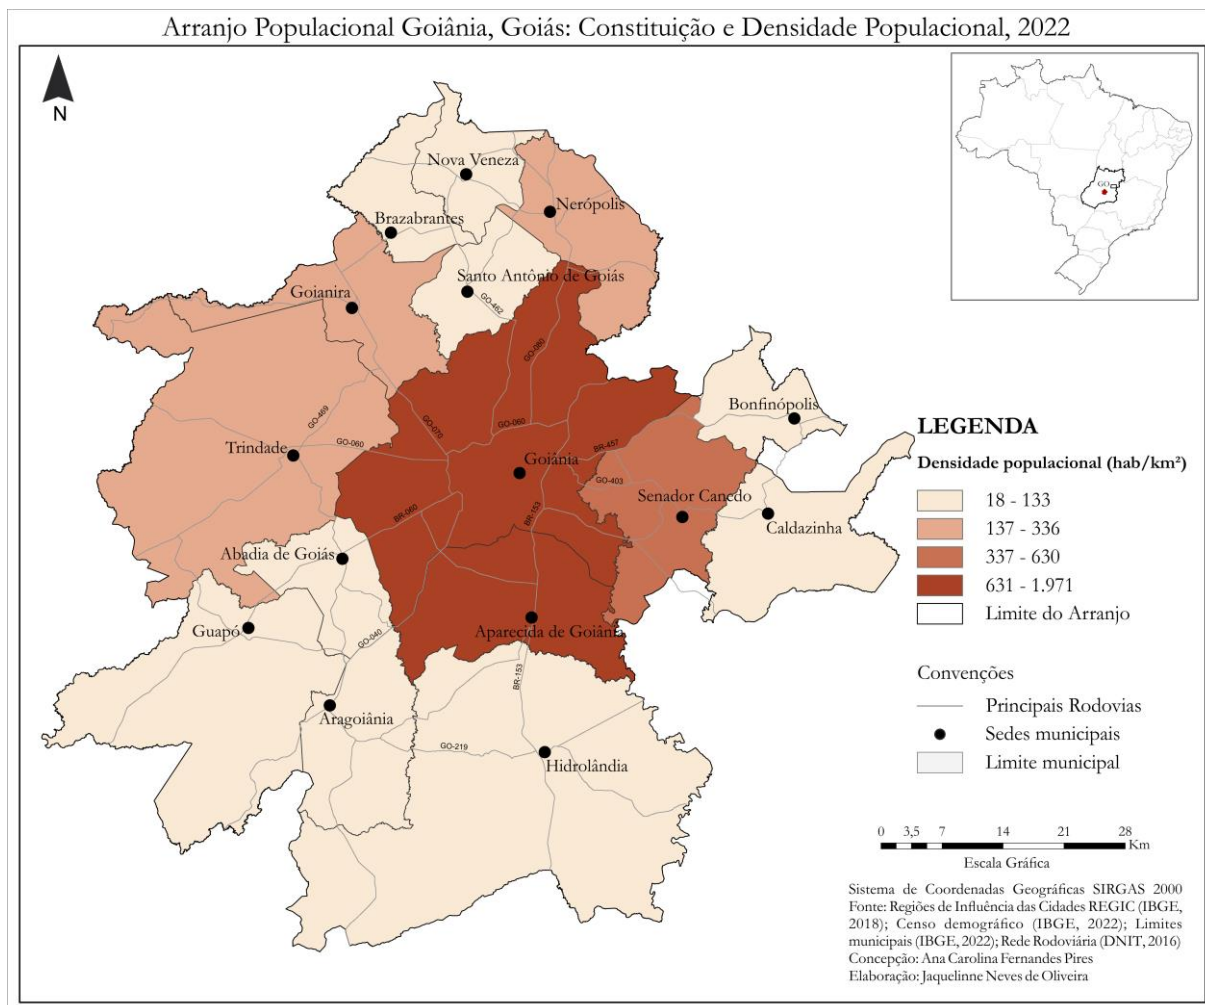 Arranjo Populacional Goiânia, Goiás: Constituição e Densidade Populacional, 2022
N
GO
Nova Veneza
Nerópolis
Brazabrantes
Santo Antônio de Goiás
Goianira
GO-462
GO-080
Bonfinópolis
GO-469
GO-070
GO-060
Trindade
GO-060
BR-457
Goiânia
GO-403
Senador Canedo
BR-060
BR-153
Caldazinha
Abadia de Goiás
Guapó
GO-040
Aparecida de Goiânia
BR-153
Aragoiânia
GO-219
Hidrolândia
LEGENDA
Densidade populacional (hab/km²)
18 - 133
137 - 336
337 - 630
631 - 1.971
Limite do Arranjo
Convenções
Principais Rodovias
Sedes municipais
Limite municipal
0 3,5 7 14 21 28
Km
Escala Gráfica
Sistema de Coordenadas Geográficas SIRGAS 2000
Fonte: Regiões de Influência das Cidades REGIC (IBGE,
2018); Censo demográfico (IBGE, 2022); Limites
municipais (IBGE, 2022); Rede Rodoviária (DNIT, 2016)
Concepção: Ana Carolina Fernandes Pires
Elaboração: Jaquelinne Neves de Oliveira